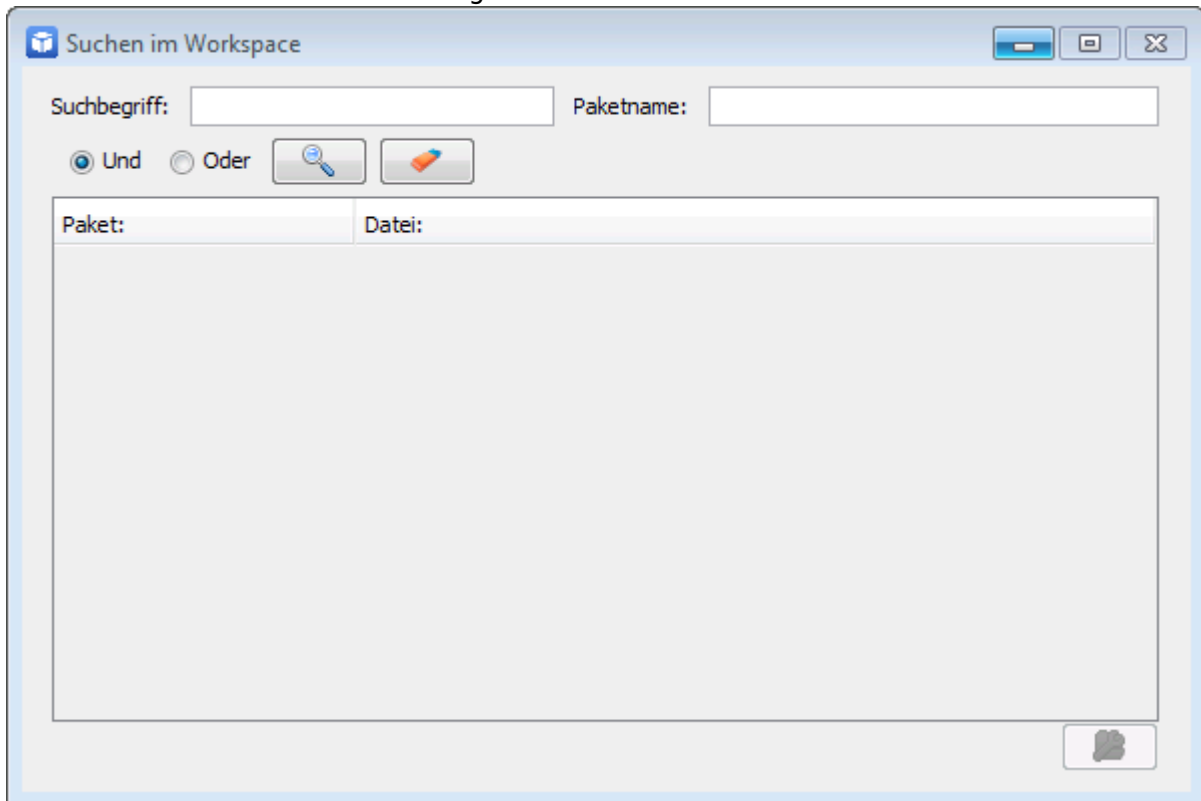 Suchen im Workspace
Suchbegriff: Paketname:
Und Oder
Paket: Datei: